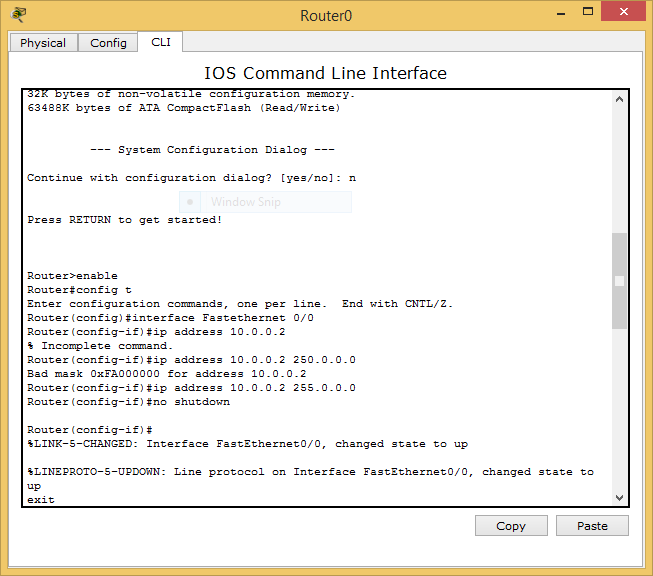 Router0
Physical
Config
CLI
IOS Command Line Interface
32K bytes of non-volatile configuration memory.
63488K bytes of ATA CompactFlash (Read/Write)
--- System Configuration Dialog ---
Continue with configuration dialog? [yes/no]: n
Window Snip
Press RETURN to get started!
Router>enable
Router#config t
Enter configuration commands, one per line.  End with CNTL/Z.
Router(config)#interface Fastethernet 0/0
Router(config-if)#ip address 10.0.0.2
% Incomplete command.
Router(config-if)#ip address 10.0.0.2 250.0.0.0
Bad mask 0xFA000000 for address 10.0.0.2
Router(config-if)#ip address 10.0.0.2 255.0.0.0
Router(config-if)#no shutdown
Router(config-if)#
%LINK-5-CHANGED: Interface FastEthernet0/0, changed state to up
%LINEPROTO-5-UPDOWN: Line protocol on Interface FastEthernet0/0, changed state to
up
exit
Copy
Paste